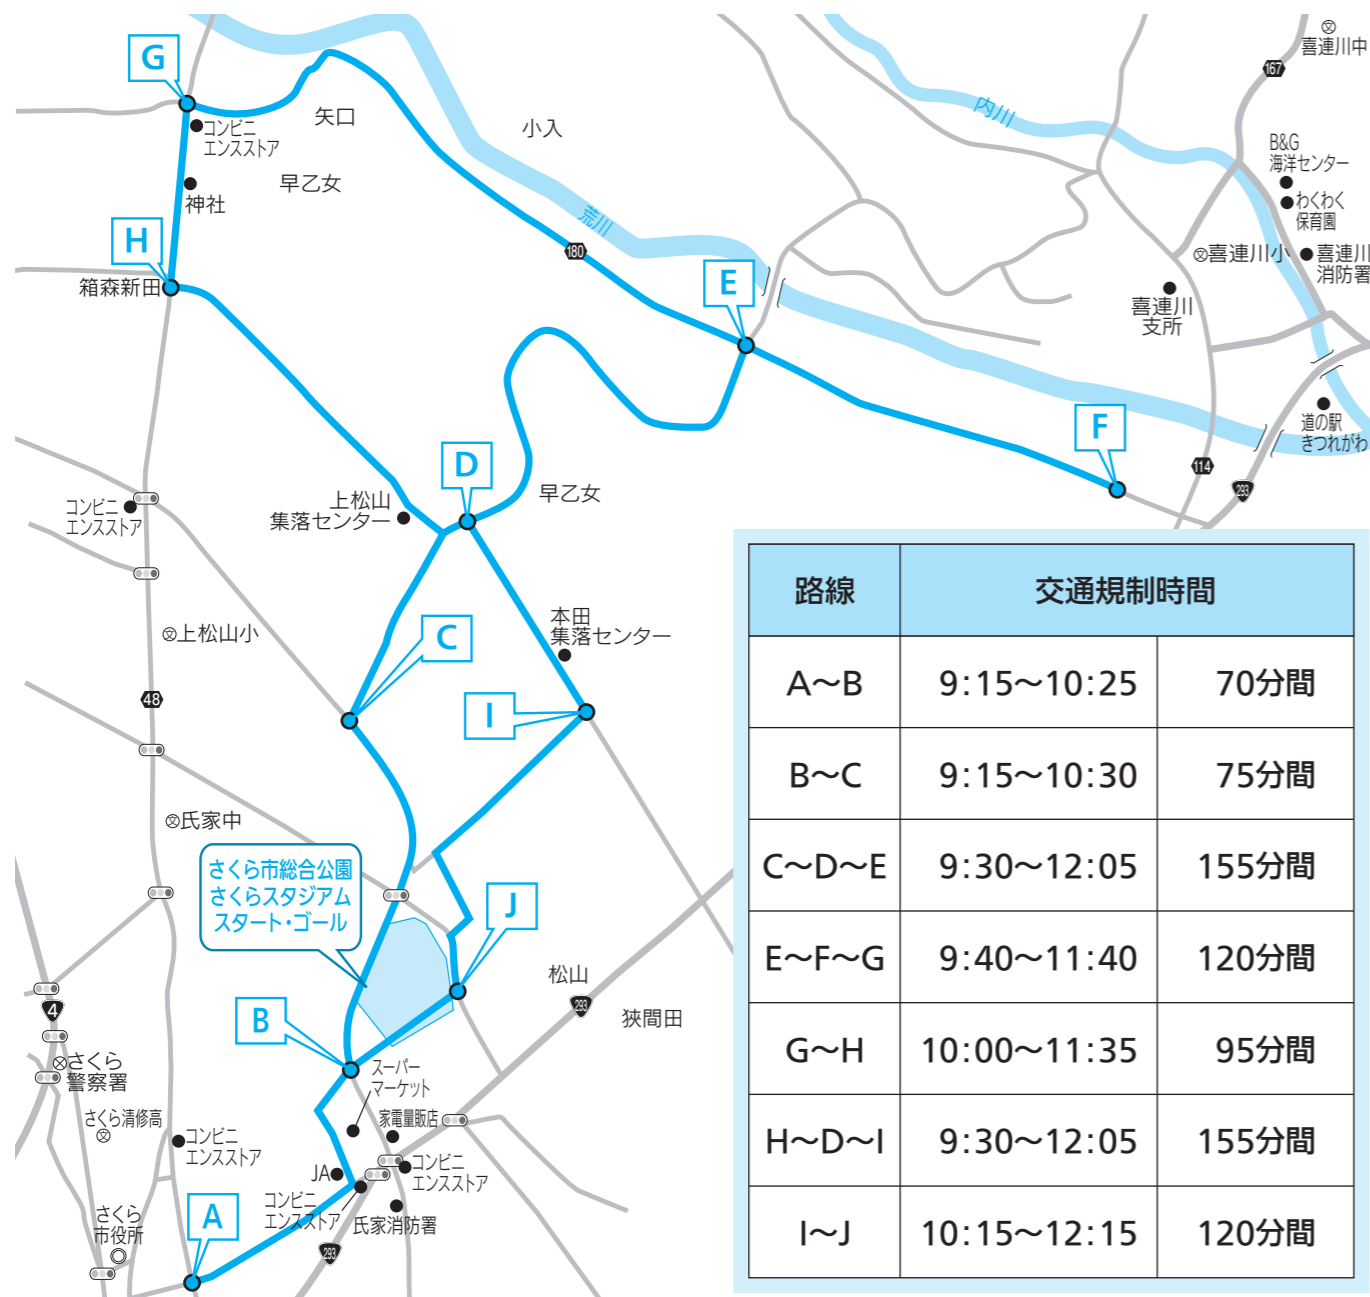 喜連川中
167
G
矢口
小入
内川
コンビニ
エンスストア
B&G
海洋センター
早乙女
神社
わくわく
保育園
荒川
H
180
喜連川小
喜連川
消防署
箱森新田
E
喜連川
支所
道の駅
きつれがわ
F
D
114
293
早乙女
上松山
集落センター
コンビニ
エンスストア
本田
集落センター
上松山小
C
48
I
氏家中
さくら市総合公園
さくらスタジアム
スタート・ゴール
J
松山
293
狹間田
4
B
さくら
警察署
スーパー
マーケット
さくら清修高
家電量販店
コンビニ
エンスストア
JA
コンビニ
エンスストア
コンビニ
エンスストア
A
さくら
市役所
氏家消防署
293
路線 交通規制時間
A〜B 9:15〜10:25 70分間
B〜C 9:15〜10:30 75分間
C〜D〜E 9:30〜12:05 155分間
E〜F〜G 9:40〜11:40 120分間
G〜H 10:00〜11:35 95分間
H〜D〜I 9:30〜12:05 155分間
I〜J 10:15〜12:15 120分間